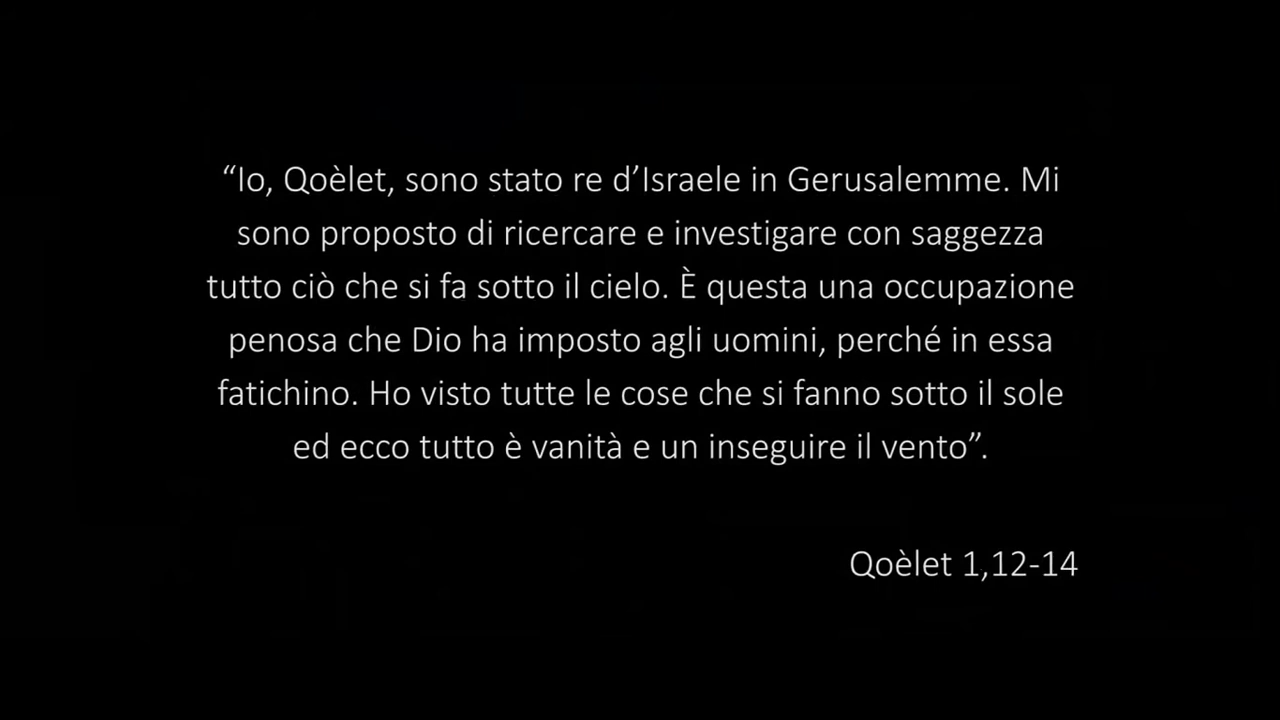 “Io, Qoèlet, sono stato re d’Israele in Gerusalemme. Mi
sono proposto di ricercare e investigare con saggezza
tutto ciò che si fa sotto il cielo. È questa una occupazione
penosa che Dio ha imposto agli uomini, perché in essa
fatichino. Ho visto tutte le cose che si fanno sotto il sole
ed ecco tutto è vanità e un inseguire il vento”.
Qoèlet 1,12-14